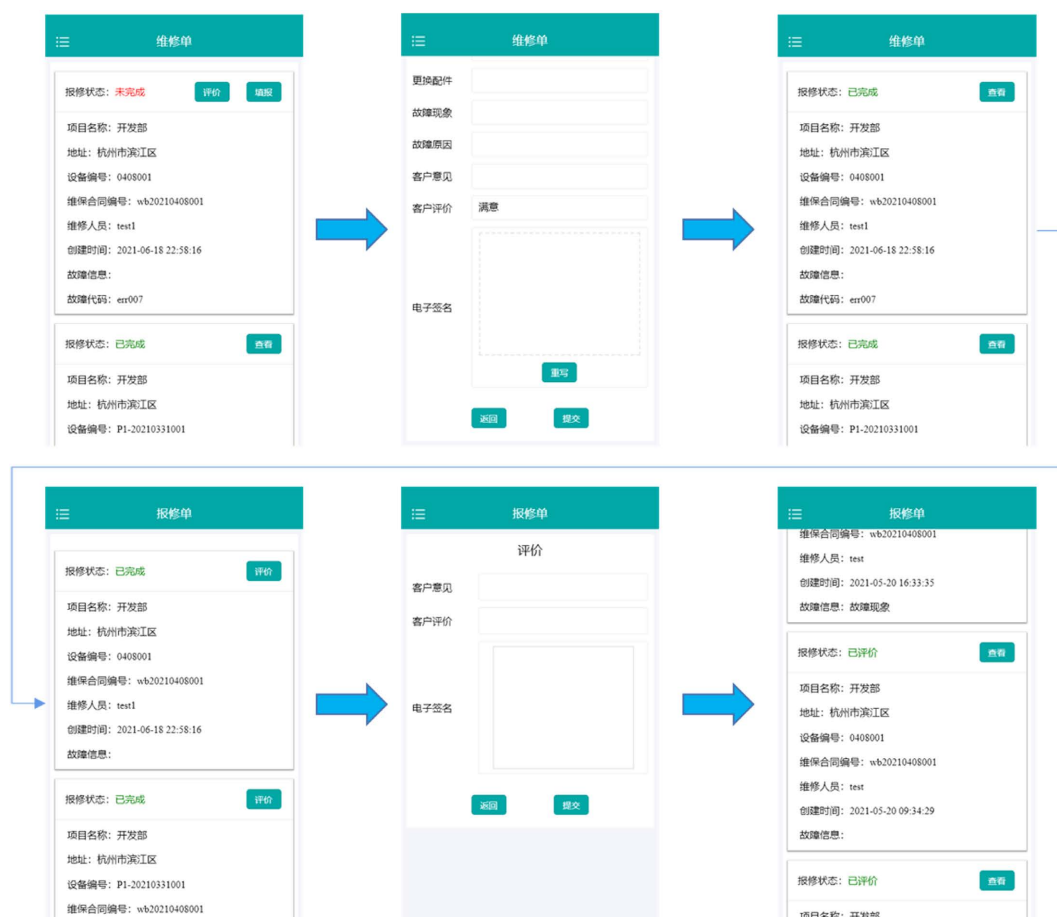 维修单
报修状态：未完成 评价 填报
项目名称：开发部
地址：杭州市滨江区
设备编号：0408001
维保合同编号：wb20210408001
维修人员：test1
创建时间：2021-06-18 22:58:16
故障信息：
故障代码：err007
报修状态：已完成 查看
项目名称：开发部
地址：杭州市滨江区
设备编号：P1-20210331001
维修单
更换配件
故障现象
故障原因
客户意见
客户评价 满意
电子签名
重写
返回 提交
维修单
报修状态：已完成 查看
项目名称：开发部
地址：杭州市滨江区
设备编号：0408001
维保合同编号：wb20210408001
维修人员：test1
创建时间：2021-06-18 22:58:16
故障信息：
故障代码：err007
报修状态：已完成 查看
项目名称：开发部
地址：杭州市滨江区
设备编号：P1-20210331001
报修单
报修状态：已完成 评价
项目名称：开发部
地址：杭州市滨江区
设备编号：0408001
维保合同编号：wb20210408001
维修人员：test1
创建时间：2021-06-18 22:58:16
故障信息：
报修状态：已完成 评价
项目名称：开发部
地址：杭州市滨江区
设备编号：P1-20210331001
维保合同编号：wb20210408001
报修单
评价
客户意见
客户评价
电子签名
返回 提交
报修单
维保合同编号：wb20210408001
维修人员：test
创建时间：2021-05-20 16:33:35
故障信息：故障现象
报修状态：已评价 查看
项目名称：开发部
地址：杭州市滨江区
设备编号：0408001
维保合同编号：wb20210408001
维修人员：test
创建时间：2021-05-20 09:34:29
故障信息：
报修状态：已评价 查看
项目名称：开发部